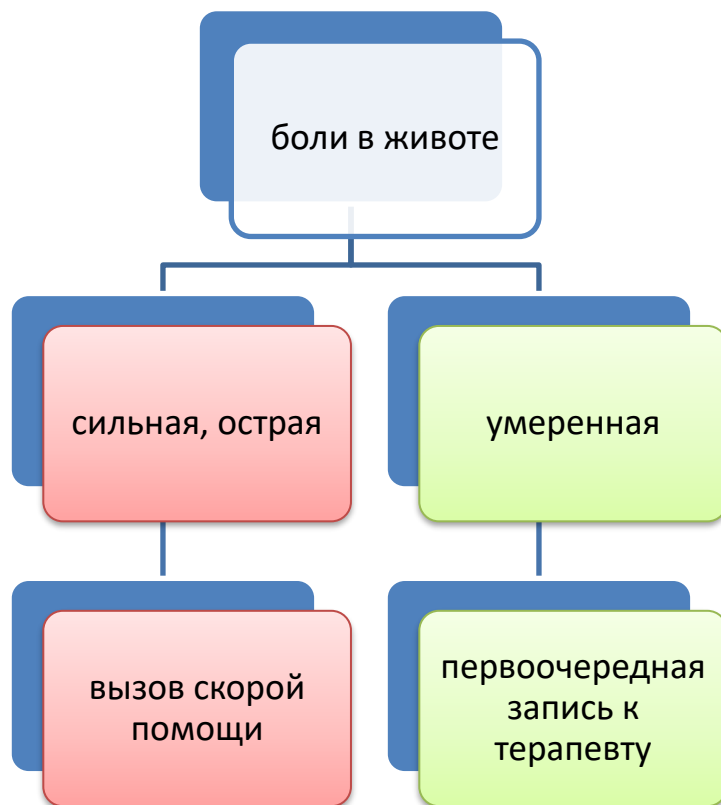 боли в животе
сильная, острая
умеренная
вызов скорой
помощи
первоочередная
запись к
терапевту